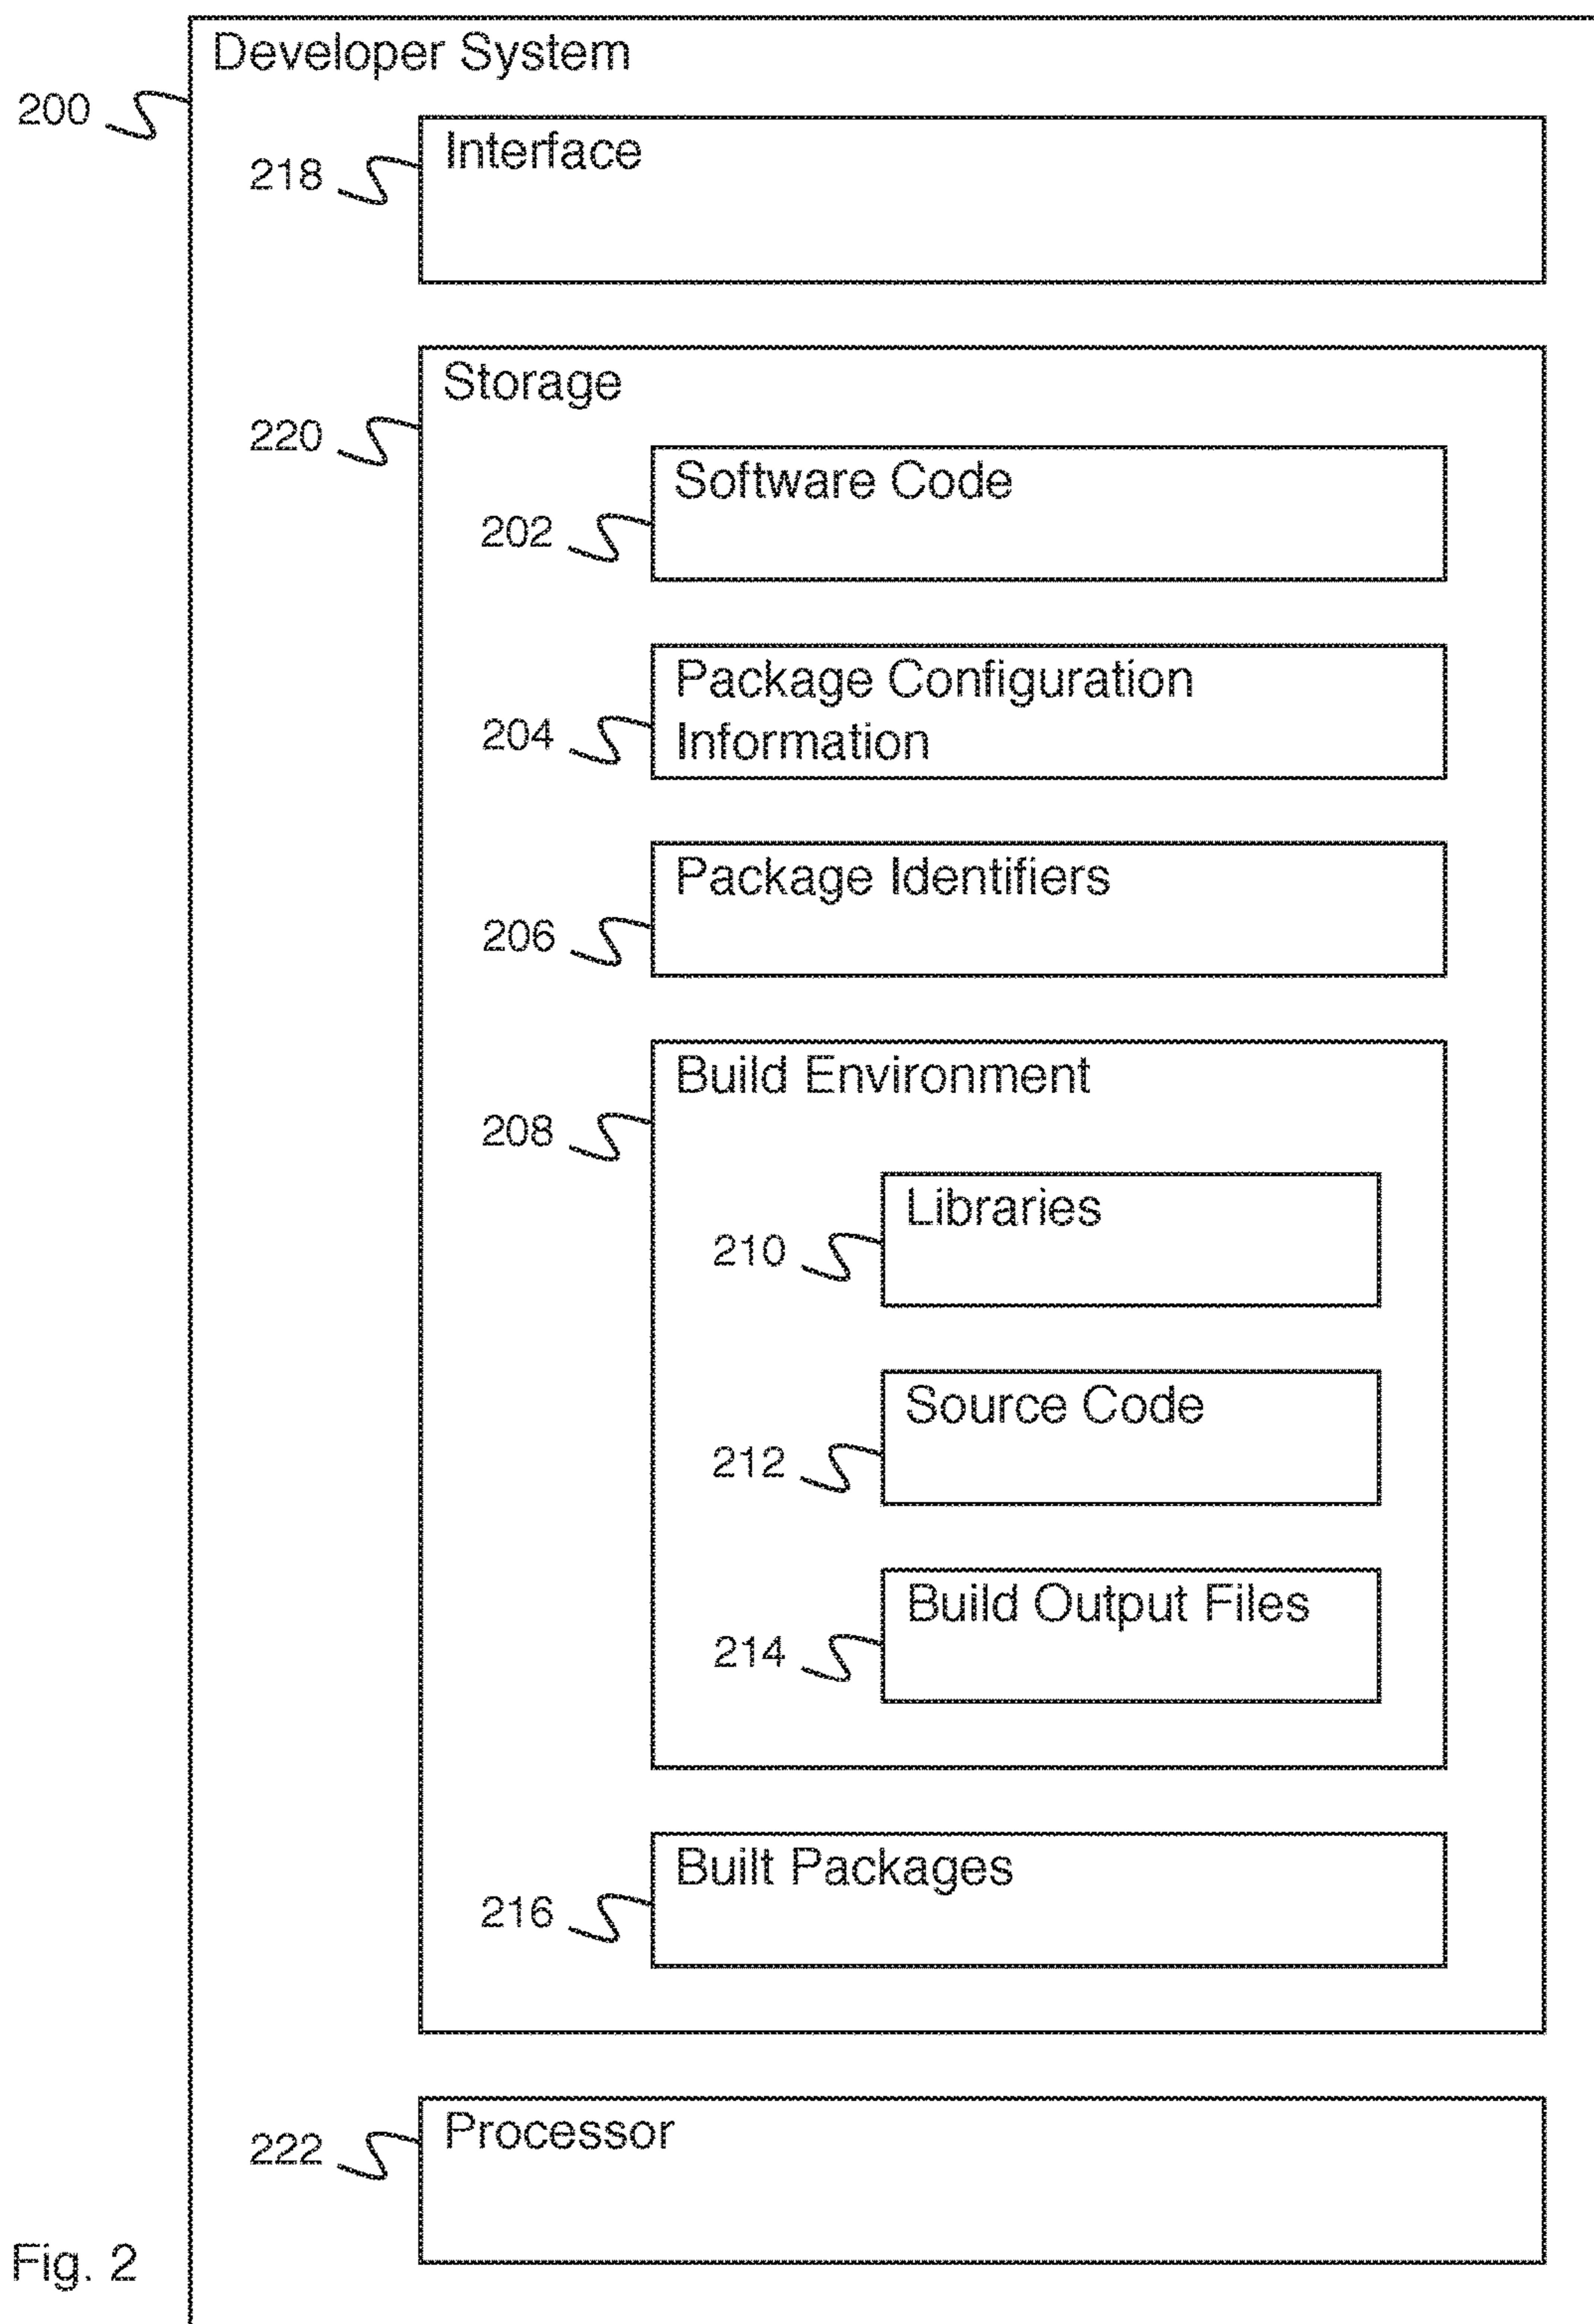 Developer System
200
Interface
218
Storage
220
Software Code
202
Package Configuration
Information
204
Package Identifiers
206
Build Environment
208
Libraries
210
Source Code
212
Build Output Files
214
Built Packages
216
Processor
222
Fig. 2